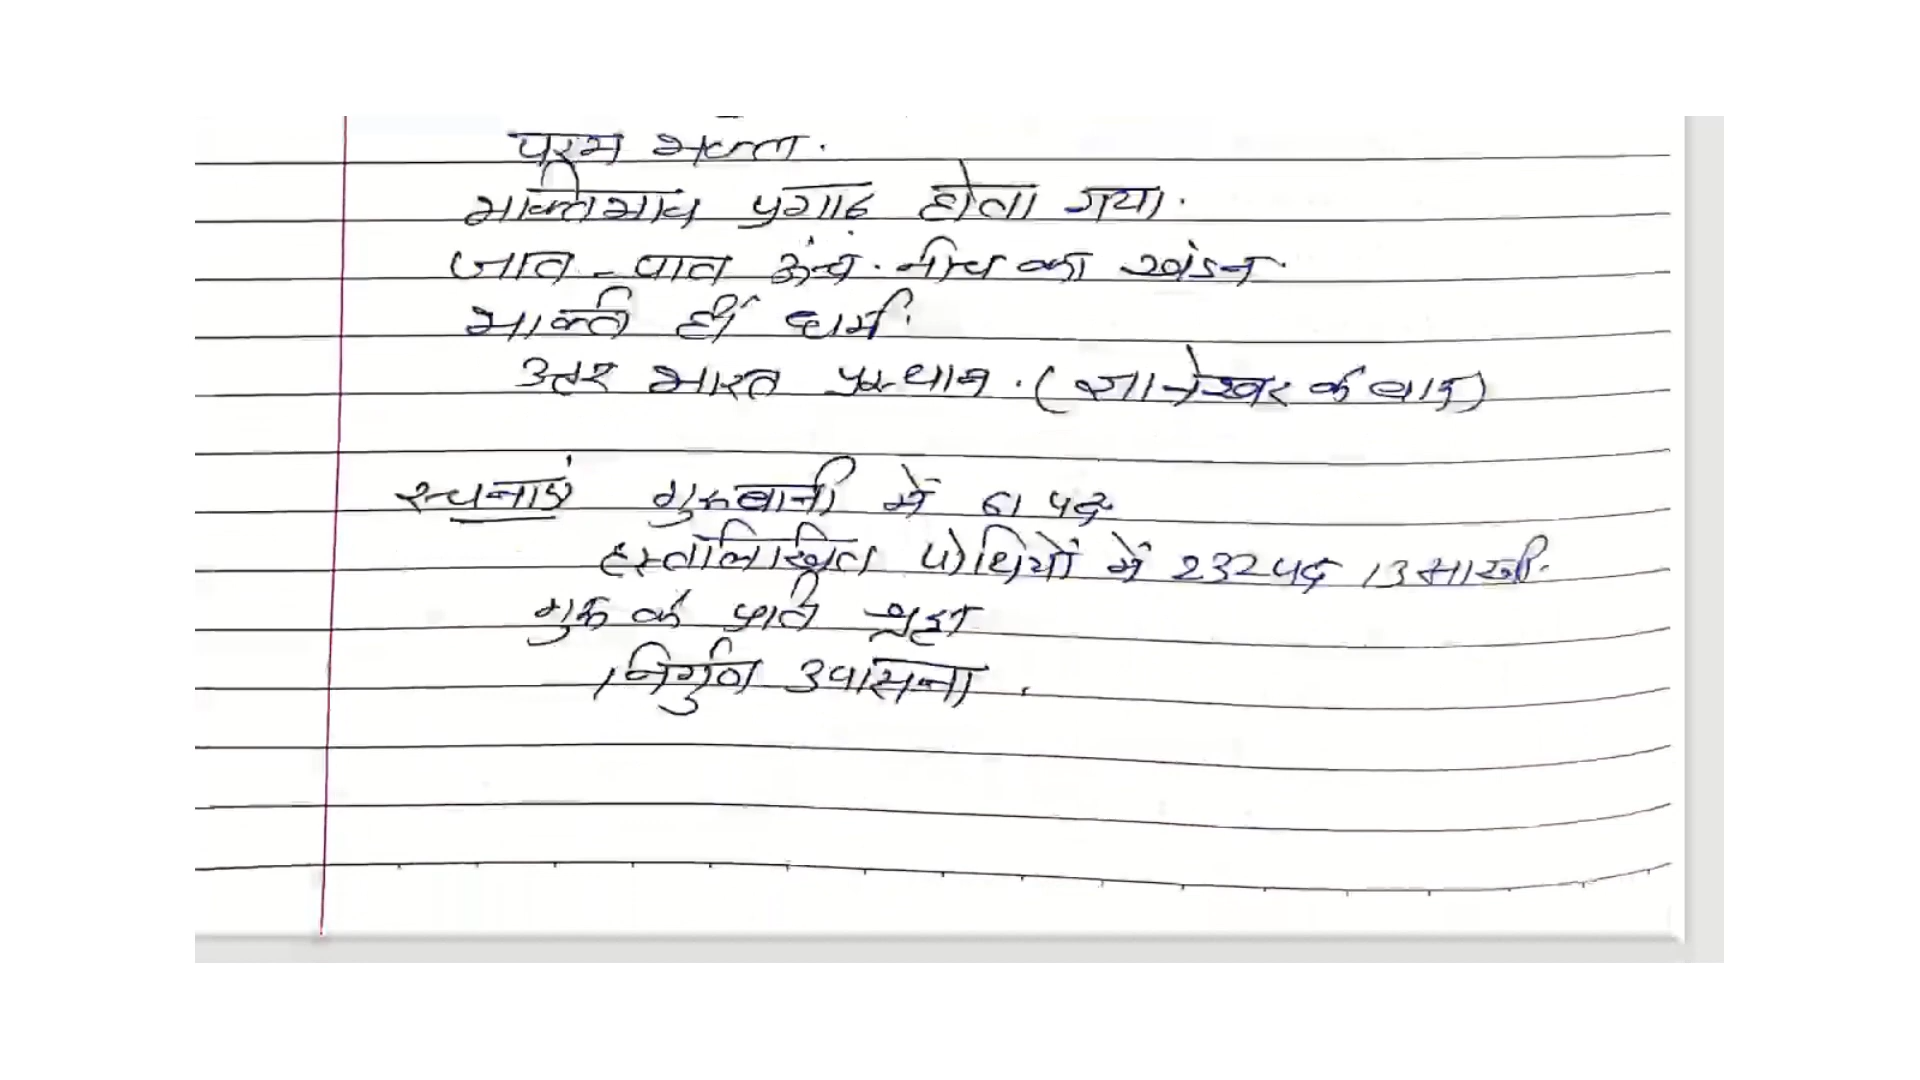 परम भक्त.
भक्तिभाव प्रगाढ होता गया.
जात - पात ऊंच. नीच का खंडन.
भक्ति ही धर्म.
उत्तर भारत प्रस्थान. (ज्ञानेश्वर के बाद)
रचनाएं गुरुबानी में 61 पद
हस्तलिखित पोथियों में 232 पद 13 साखी.
गुरु के प्रति श्रद्धा
निर्गुण उपासना.